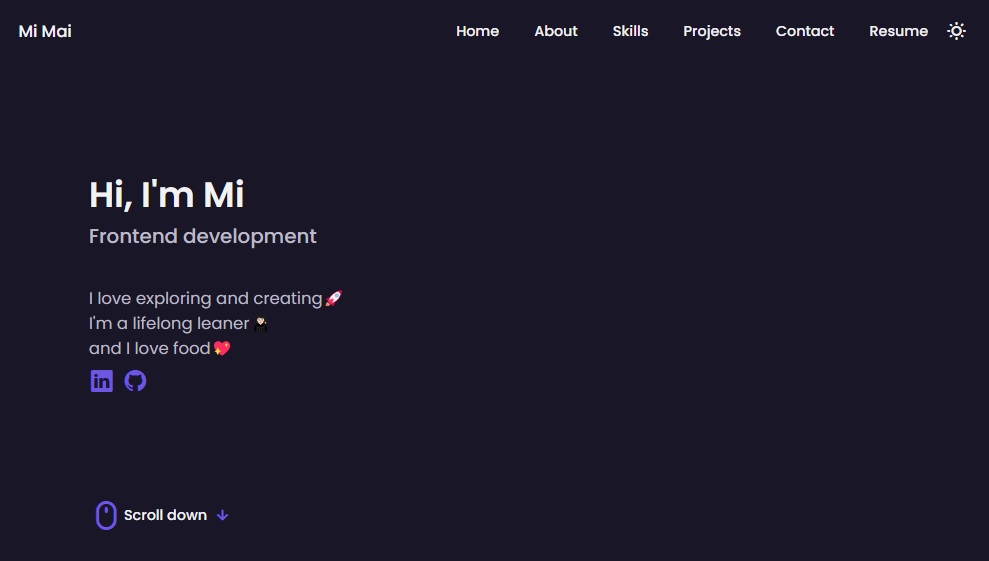 Mi Mai
Home About Skills Projects Contact Resume
Hi, I'm Mi
Frontend development
I love exploring and creating🚀
I'm a lifelong leaner 👩🏻‍🎓
and I love food💖
in
Scroll down ↓